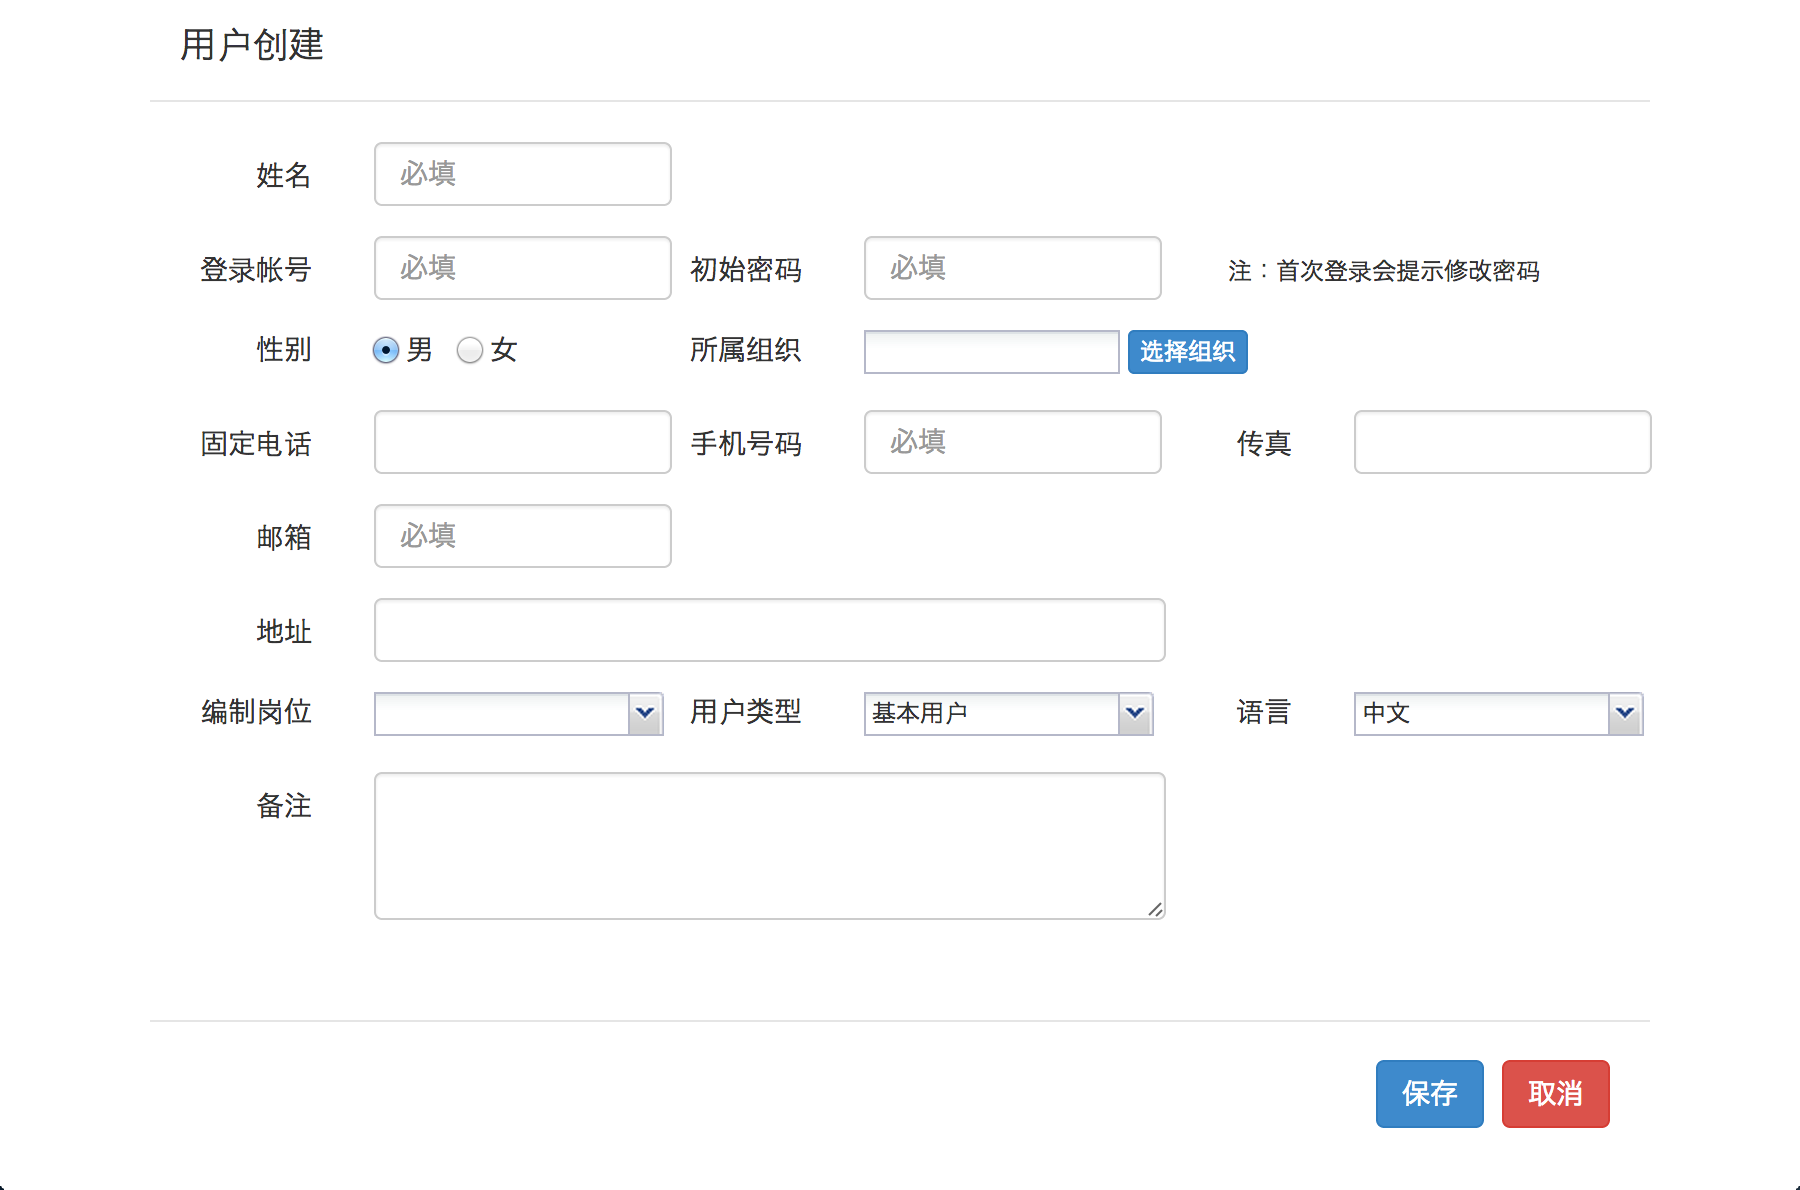 用户创建
姓名 必填
登录帐号 必填 初始密码 必填 注：首次登录会提示修改密码
性别 男 女 所属组织 选择组织
固定电话 手机号码 必填 传真
邮箱 必填
地址
编制岗位 用户类型 基本用户 语言 中文
备注
保存 取消